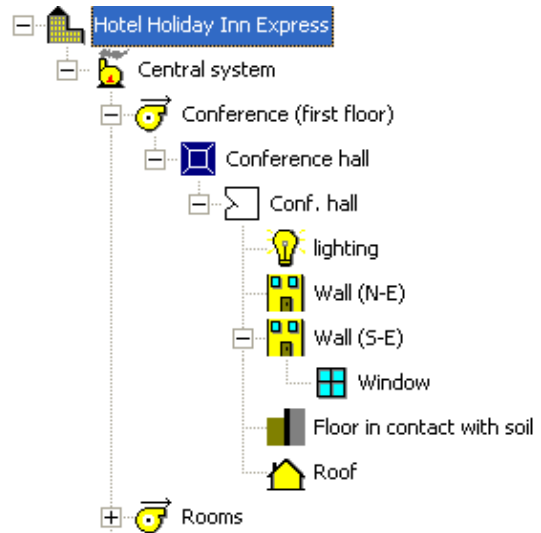 Hotel Holiday Inn Express
Central system
Conference (first floor)
Conference hall
Conf. hall
lighting
Wall (N-E)
Wall (S-E)
Window
Floor in contact with soil
Roof
Rooms